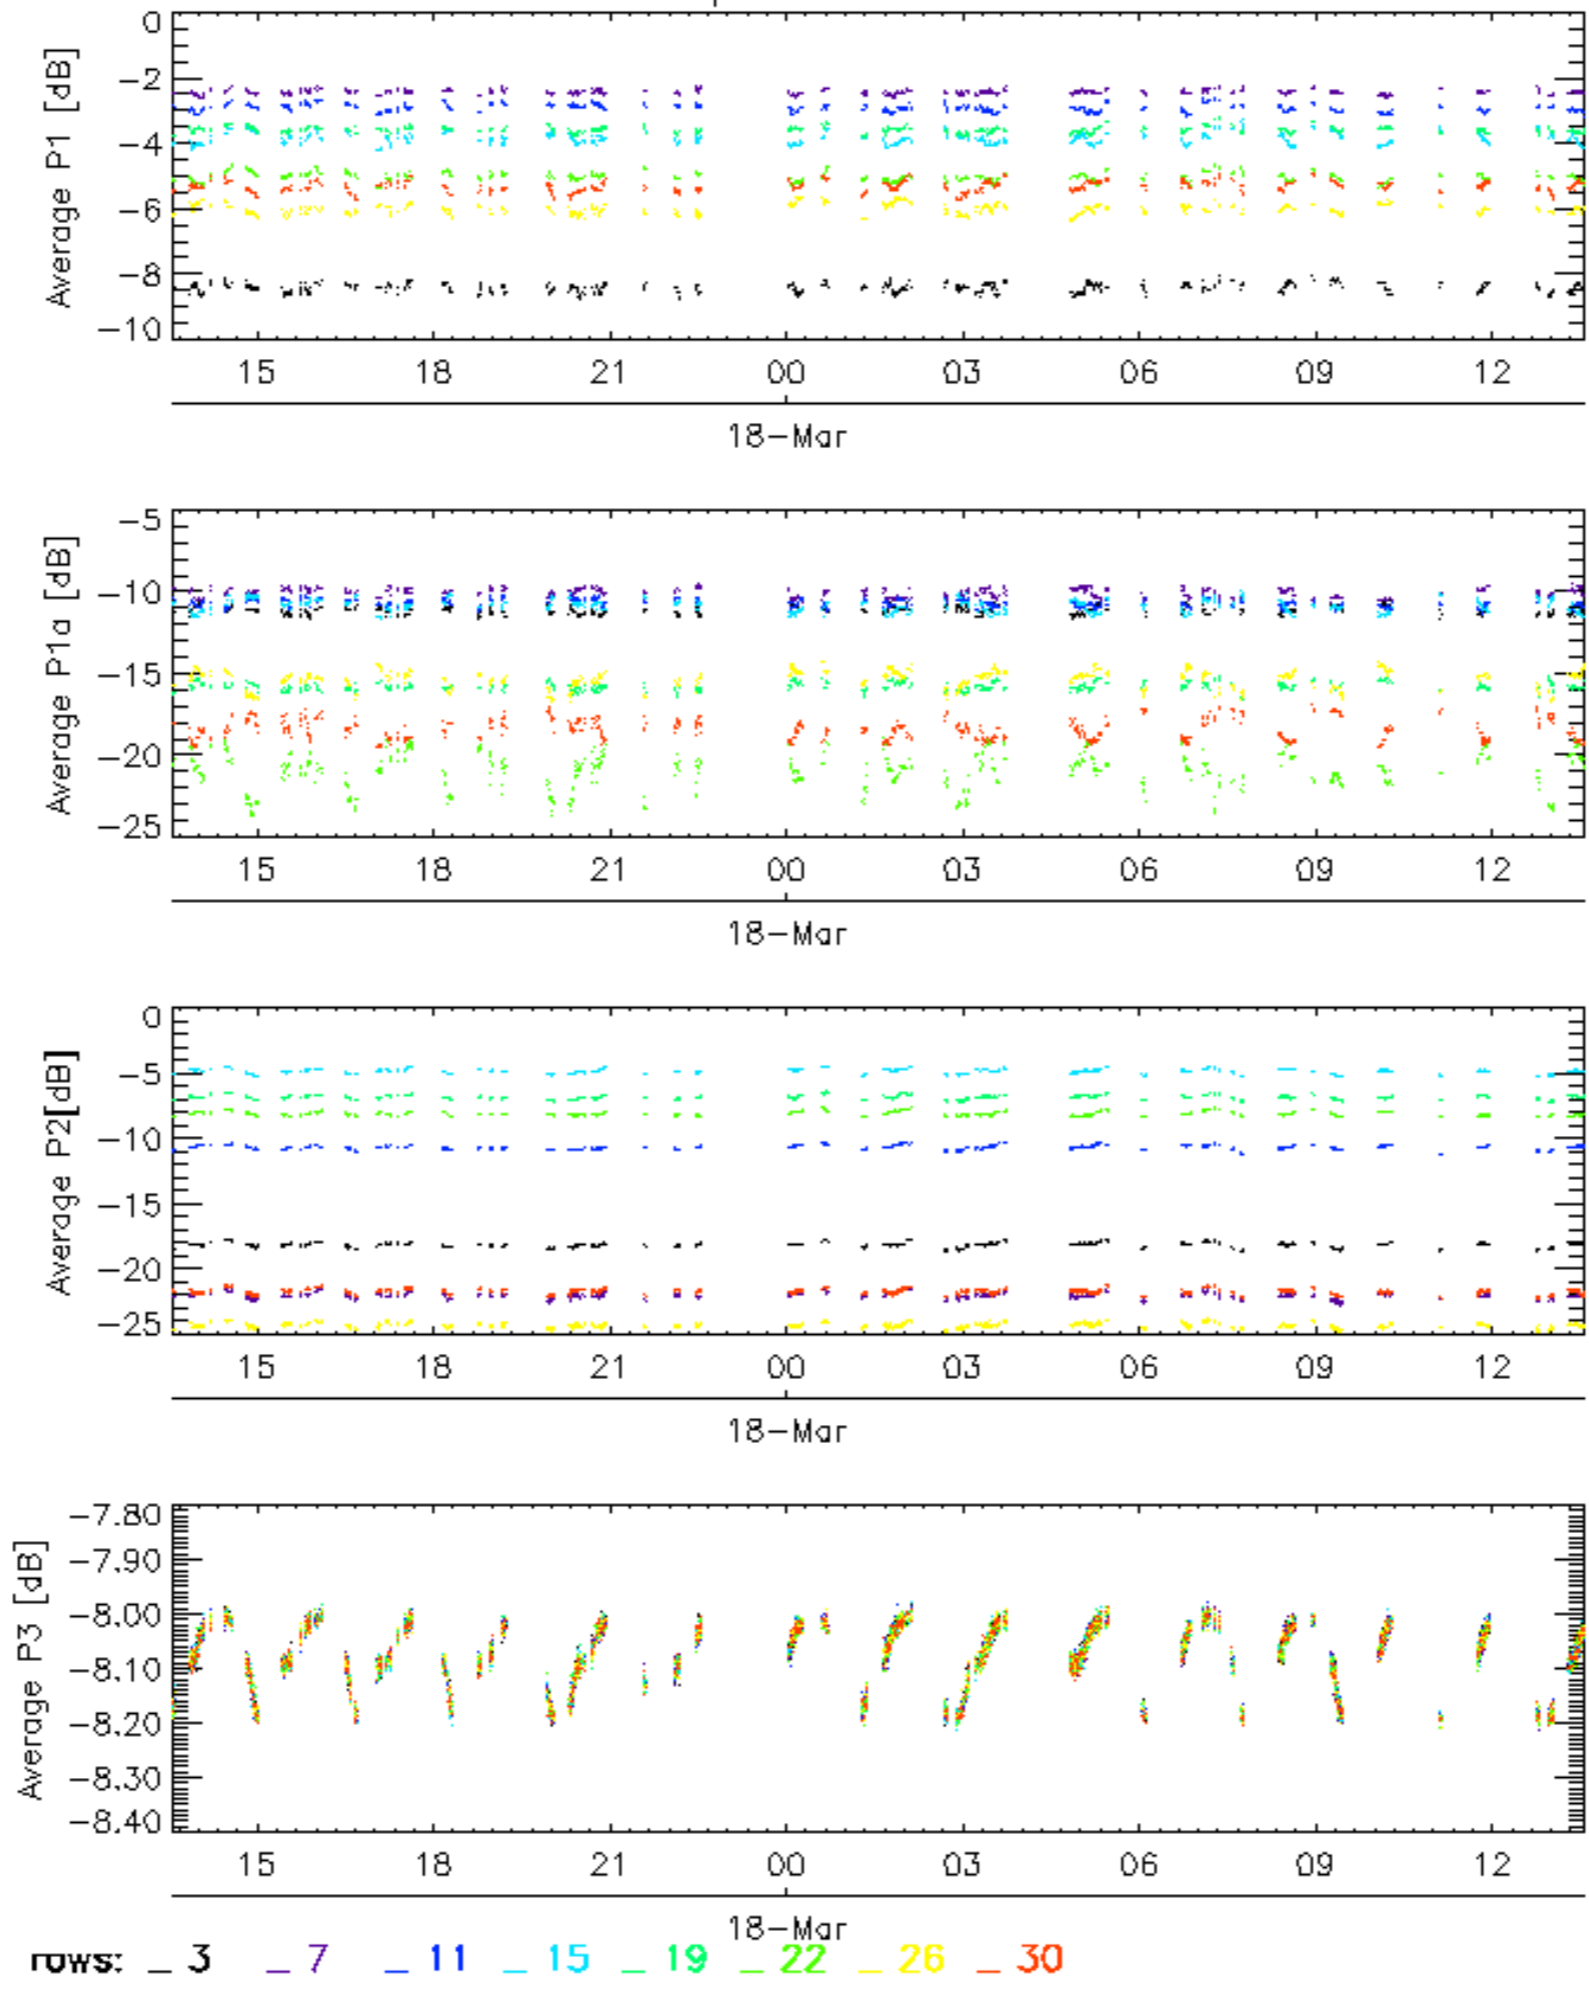 Average P1 [dB]
0
−2
−4
−6
−8
−10
15 18 21 00 03 06 09 12
18−Mar
Average P1a [dB]
−5
−10
−15
−20
−25
15 18 21 00 03 06 09 12
18−Mar
Average P2[dB]
0
−5
−10
−15
−20
−25
15 18 21 00 03 06 09 12
18−Mar
Average P3 [dB]
−7.80
−7.90
−8.00
−8.10
−8.20
−8.30
−8.40
15 18 21 00 03 06 09 12
18−Mar
rows: _ 3 _ 7 _ 11 _ 15 _ 19 _ 22 _ 26 _ 30